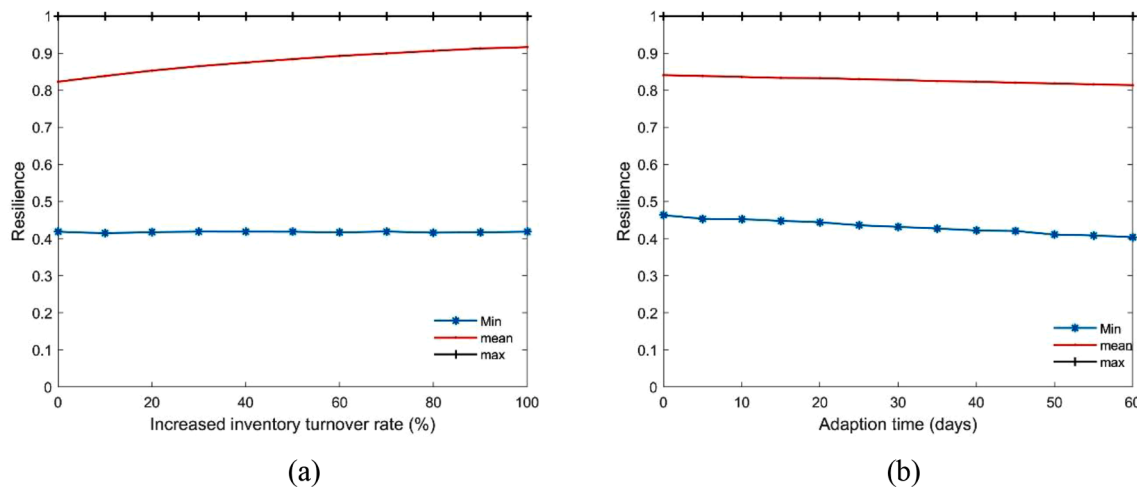 1
0.9
0.8
0.7
0.6
0.5
0.4
0.3
0.2
0.1
0
Resilience
Min
mean
max
0 20 40 60 80 100
Increased inventory turnover rate (%)
(a)
1
0.9
0.8
0.7
0.6
0.5
0.4
0.3
0.2
0.1
0
Resilience
Min
mean
max
0 10 20 30 40 50 60
Adaption time (days)
(b)